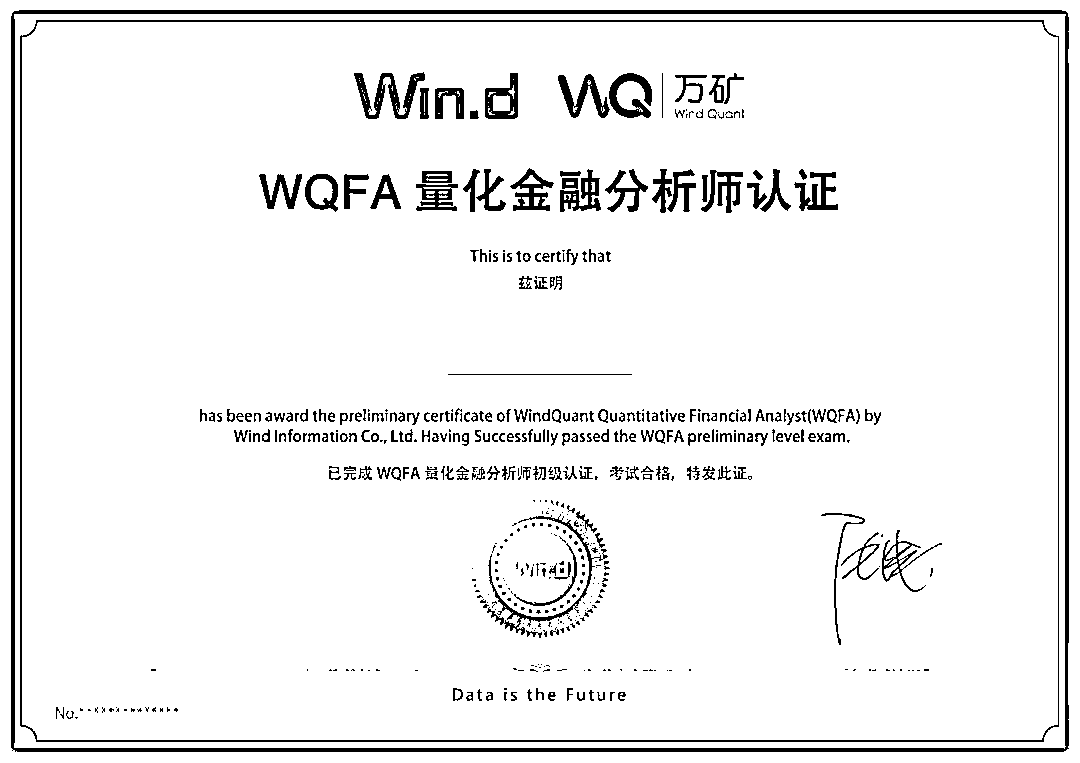 Win.d WQ 万矿
Wind Quant
WQFA 量化金融分析师认证
This is to certify that
兹证明
has been award the preliminary certificate of WindQuant Quantitative Financial Analyst(WQFA) by
Wind Information Co., Ltd. Having Successfully passed the WQFA preliminary level exam.
已完成 WQFA 量化金融分析师初级认证，考试合格，特发此证。
Wind
Data is the Future
No.